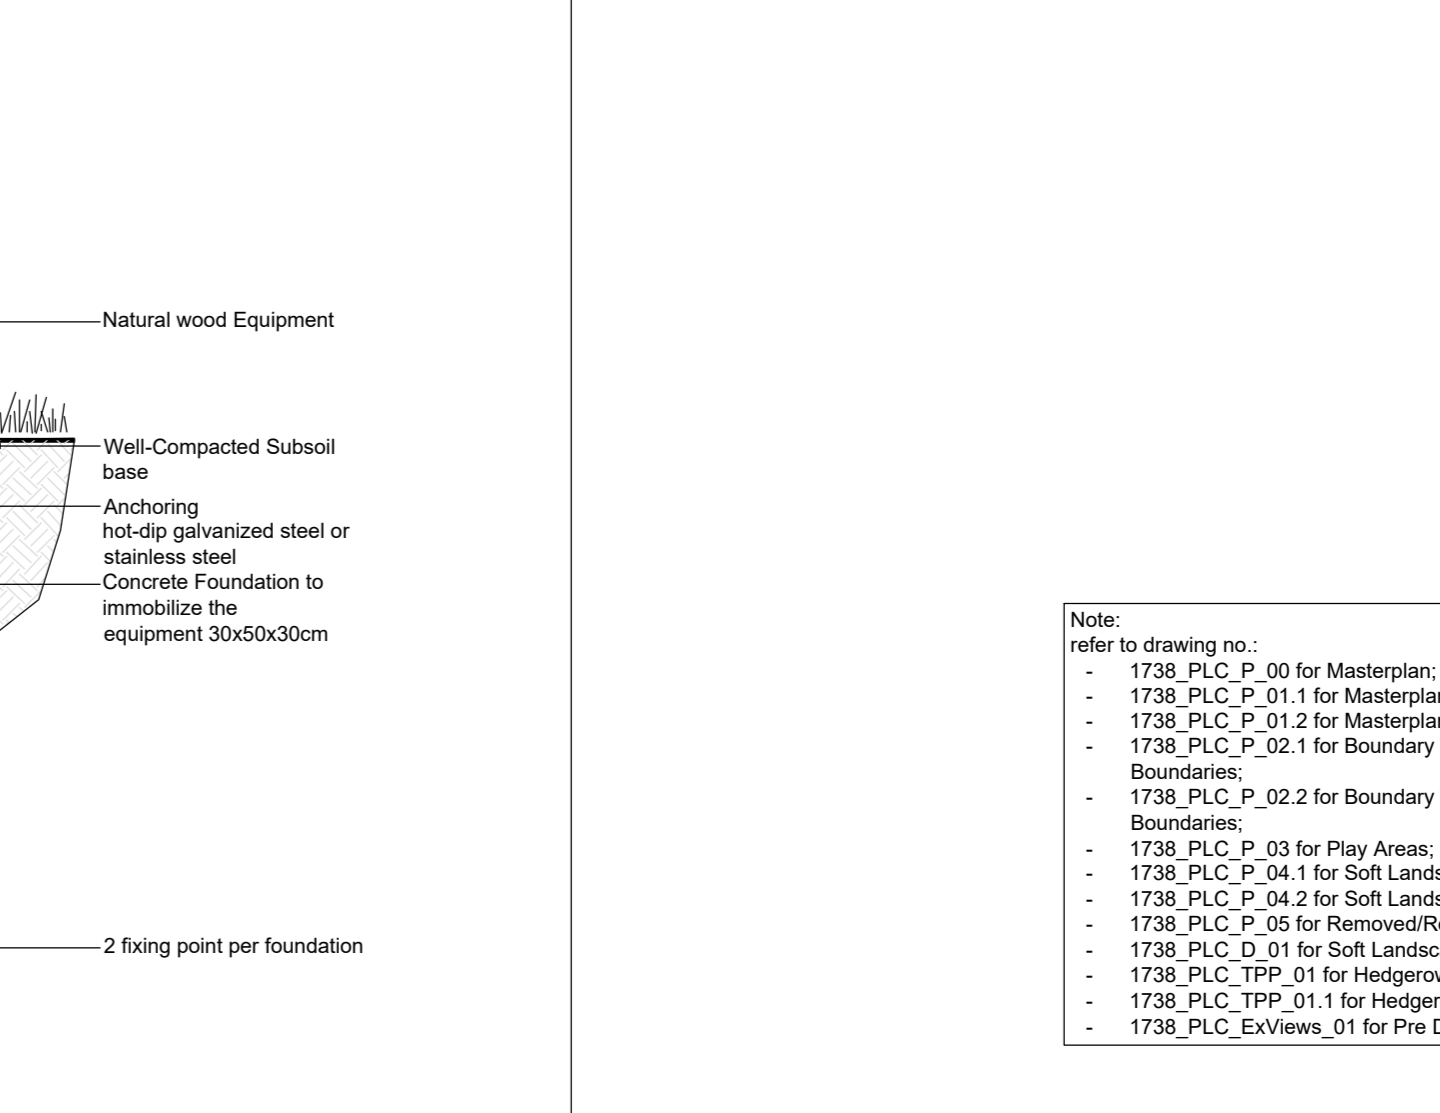 Natural wood Equipment
Well-Compacted Subsoil
base
Anchoring
hot-dip galvanized steel or
stainless steel
Concrete Foundation to
immobilize the
equipment 30x50x30cm
2 fixing point per foundation
Note:
refer to drawing no.:
- 1738_PLC_P_00 for Masterplan;
- 1738_PLC_P_01.1 for
- 1738_PLC_P_01.2 for
- 1738_PLC_P_02.1 for Boundary
Boundaries;
- 1738_PLC_P_02.2 for Boundary
Boundaries;
- 1738_PLC_P_03 for Play Areas;
- 1738_PLC_P_04.1 for Soft
- 1738_PLC_P_04.2 for Soft
- 1738_PLC_P_05 for
- 1738_PLC_D_01 for Soft
- 1738_PLC_TPP_01 for
- 1738_PLC_TPP_01.1 for
- 1738_PLC_ExViews_01 for Pre